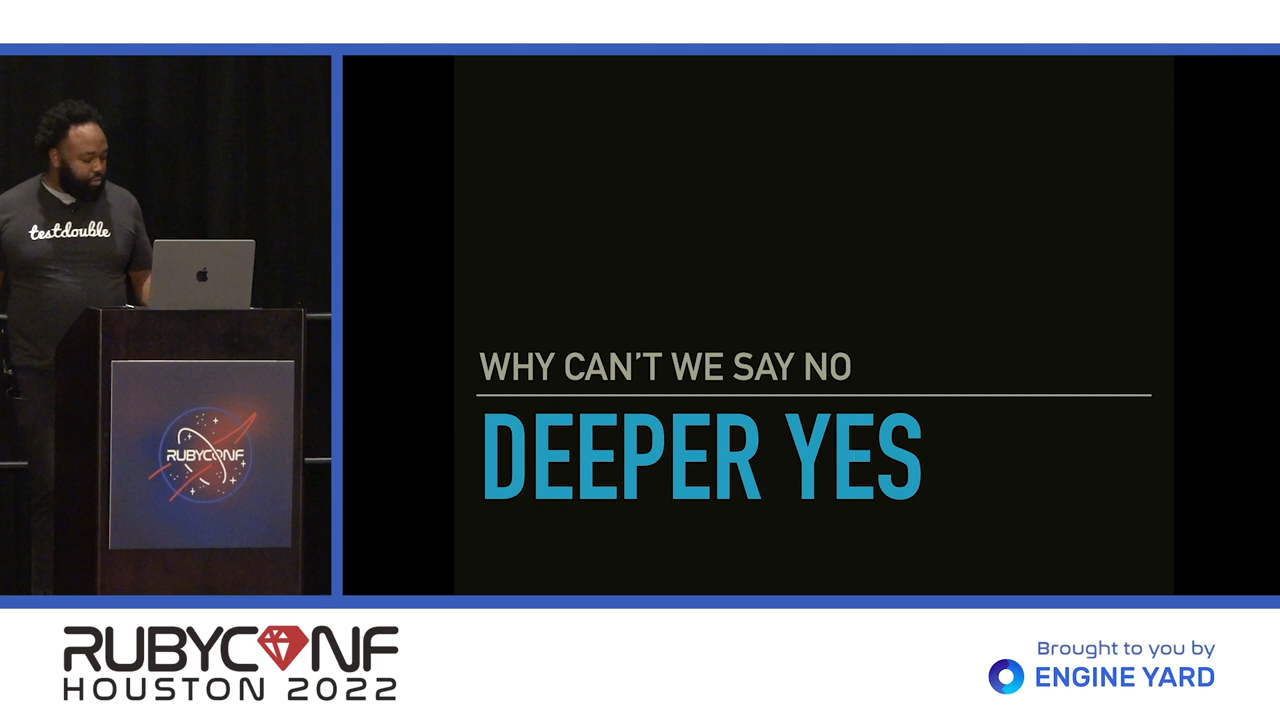 testdouble
RUBYCONF
WHY CAN'T WE SAY NO
DEEPER YES
RUBYCONF
HOUSTON 2022
Brought to you by
ENGINE YARD